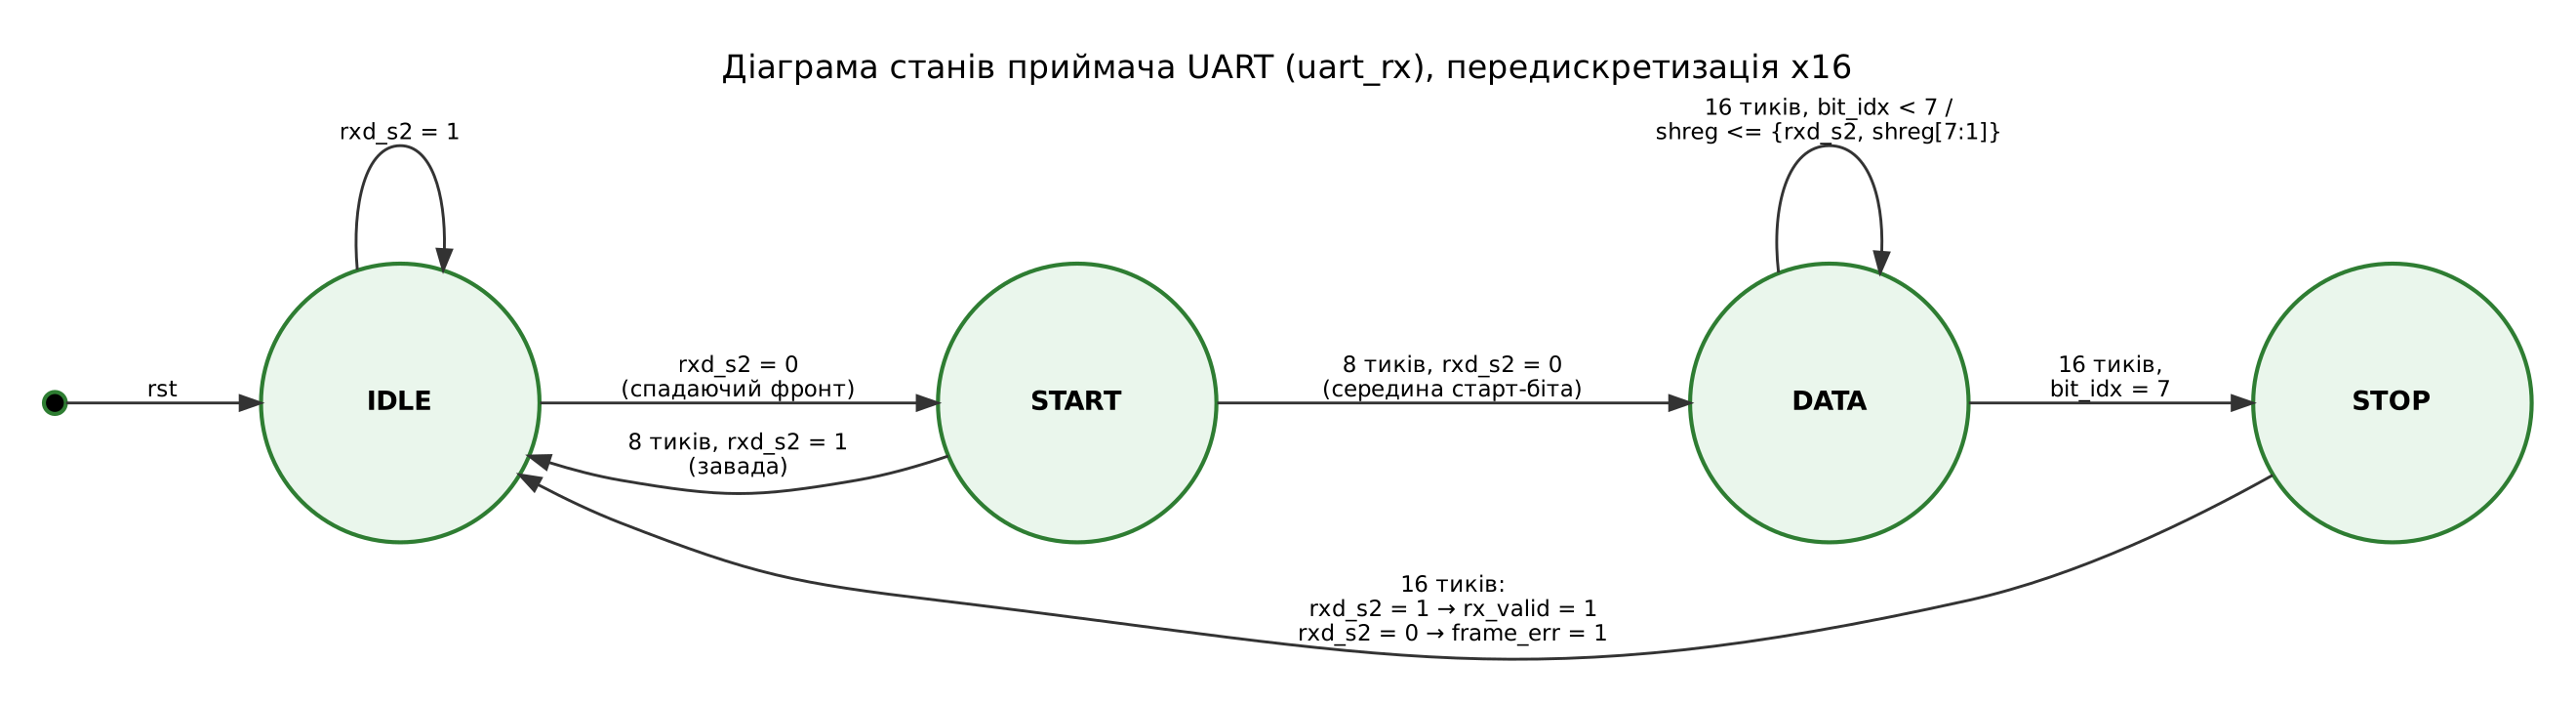 Діаграма станів приймача UART (uart_rx), передискретизація x16
16 тиків, bit_idx < 7 /
shreg <= {rxd_s2, shreg[7:1]}
rxd_s2 = 1
rst
IDLE
rxd_s2 = 0
(спадаючий фронт)
START
8 тиків, rxd_s2 = 0
(середина старт-біта)
DATA
16 тиків,
bit_idx = 7
STOP
8 тиків, rxd_s2 = 1
(завада)
16 тиків:
rxd_s2 = 1 → rx_valid = 1
rxd_s2 = 0 → frame_err = 1